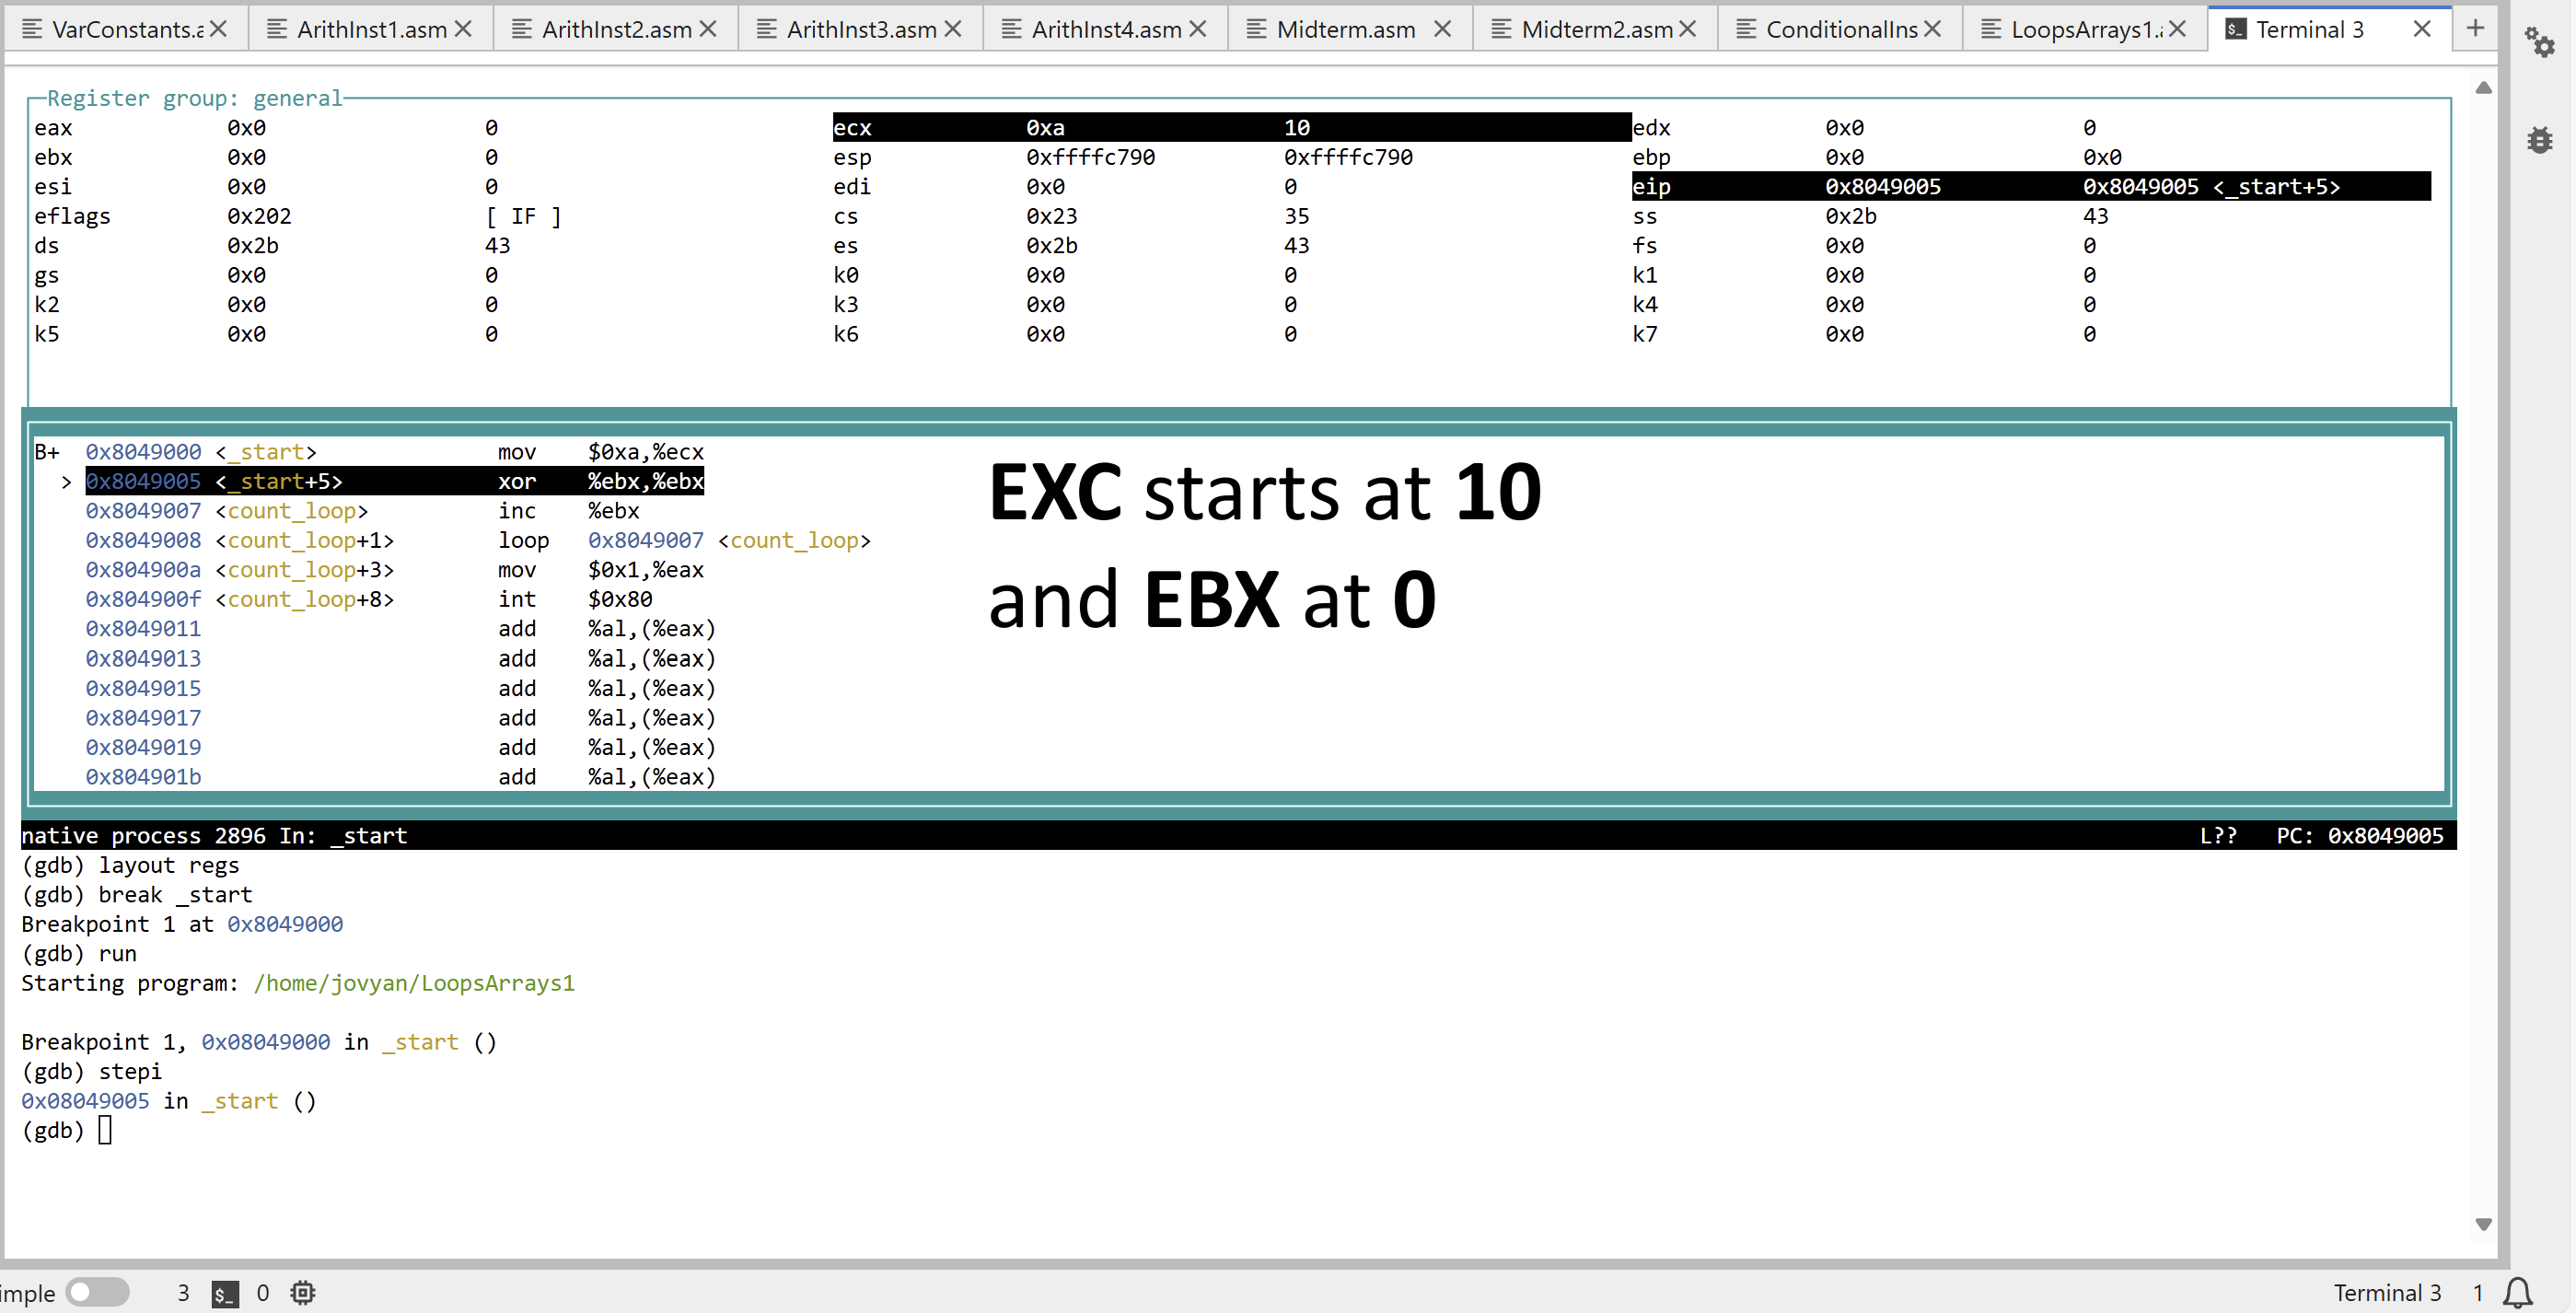 VarConstants.a ArithInst1.asm ArithInst2.asm ArithInst3.asm ArithInst4.asm Midterm.asm Midterm2.asm ConditionalIns LoopsArrays1.a Terminal 3
Register group: general
eax 0x0 0 ecx 0xa 10 edx 0x0 0
ebx 0x0 0 esp 0xffffc790 0xffffc790 ebp 0x0 0x0
esi 0x0 0 edi 0x0 0 eip 0x8049005 0x8049005 <_start+5>
eflags 0x202 [ IF ] cs 0x23 35 ss 0x2b 43
ds 0x2b 43 es 0x2b 43 fs 0x0 0
gs 0x0 0 k0 0x0 0 k1 0x0 0
k2 0x0 0 k3 0x0 0 k4 0x0 0
k5 0x0 0 k6 0x0 0 k7 0x0 0
B+ 0x8049000 <_start> mov $0xa,%ecx
> 0x8049005 <_start+5> xor %ebx,%ebx
0x8049007 <count_loop> inc %ebx
0x8049008 <count_loop+1> loop 0x8049007 <count_loop>
0x804900a <count_loop+3> mov $0x1,%eax
0x804900f <count_loop+8> int $0x80
0x8049011 add %al,(%eax)
0x8049013 add %al,(%eax)
0x8049015 add %al,(%eax)
0x8049017 add %al,(%eax)
0x8049019 add %al,(%eax)
0x804901b add %al,(%eax)
EXC starts at 10
and EBX at 0
native process 2896 In: _start L?? PC: 0x8049005
(gdb) layout regs
(gdb) break _start
Breakpoint 1 at 0x8049000
(gdb) run
Starting program: /home/jovyan/LoopsArrays1
Breakpoint 1, 0x08049000 in _start ()
(gdb) stepi
0x08049005 in _start ()
(gdb)
imple 3 $_ 0 Terminal 3 1